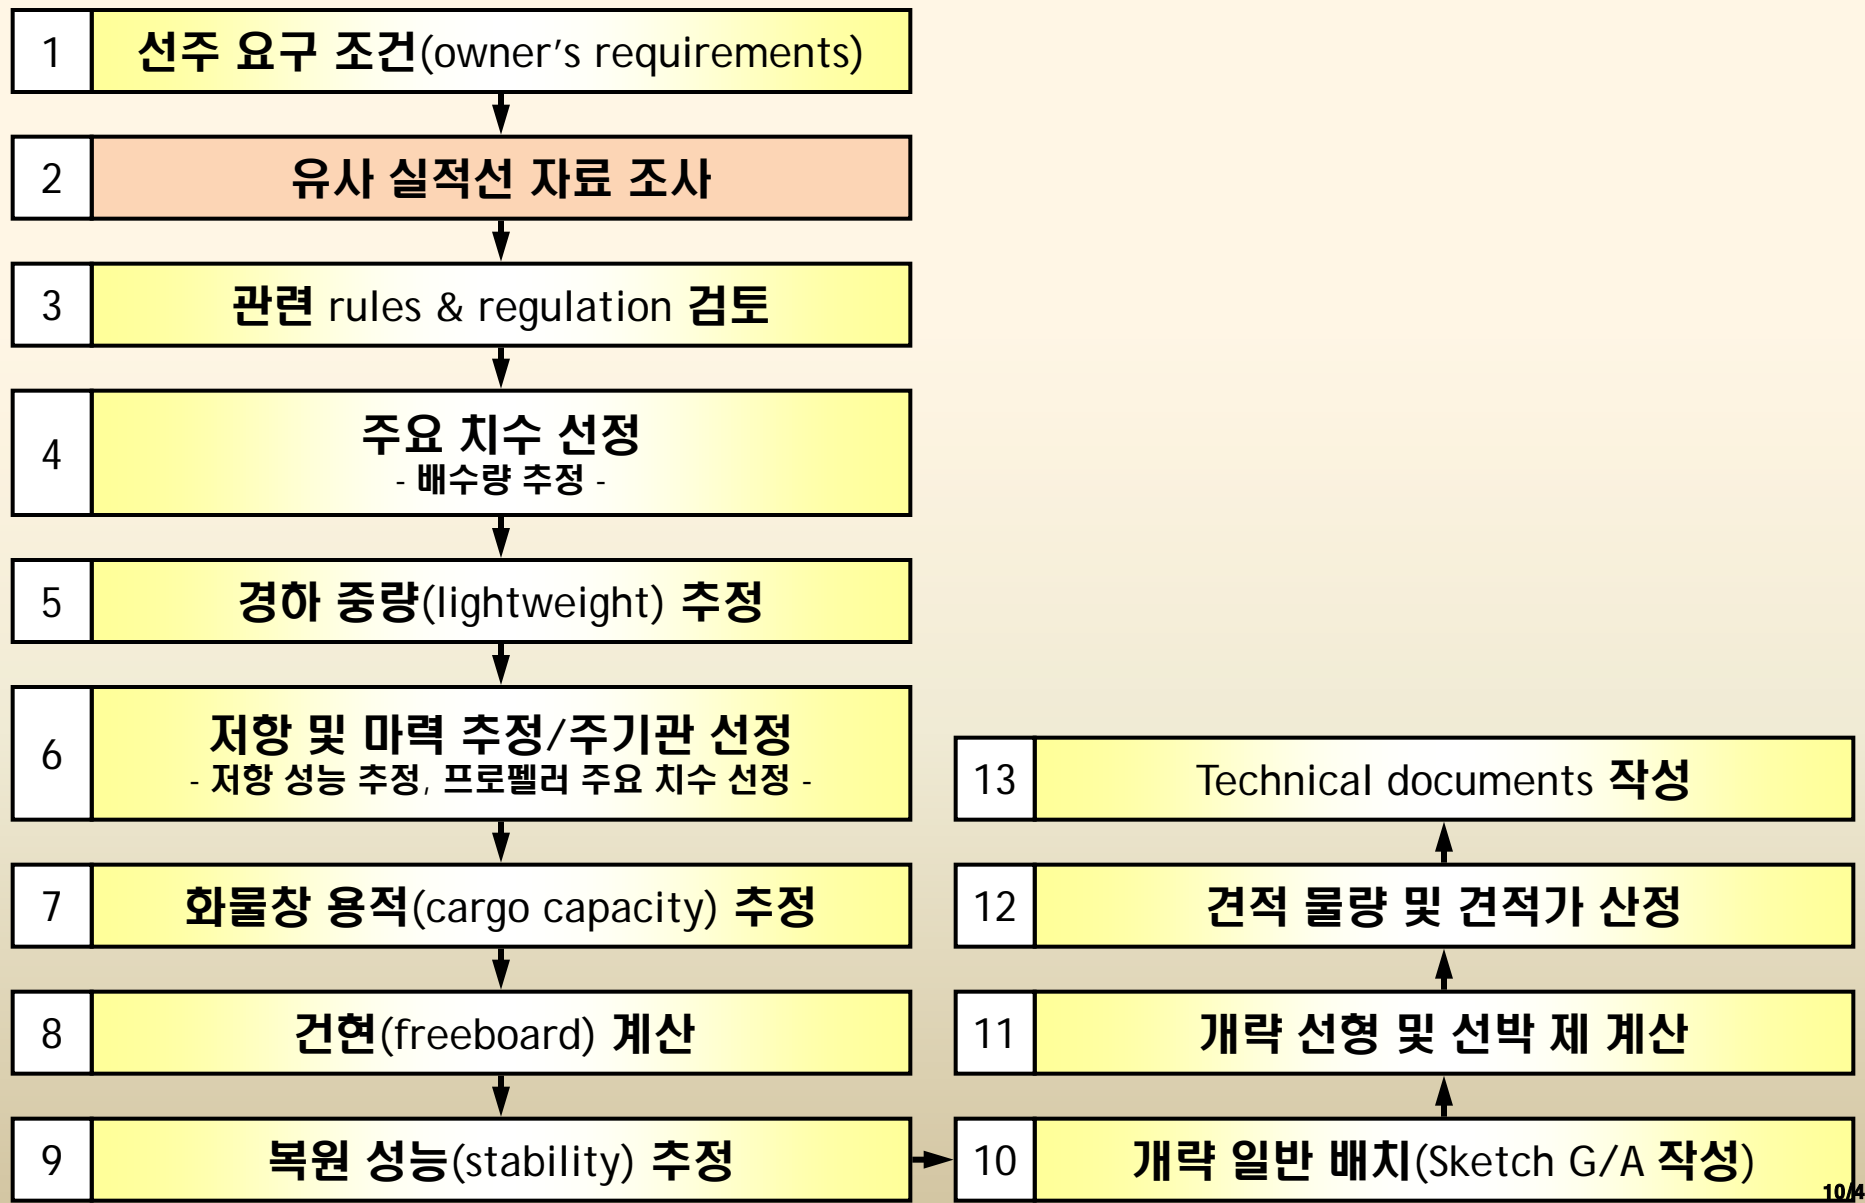 1 선주 요구 조건(owner's requirements)
2 유사 실적선 자료 조사
3 관련 rules & regulation 검토
4 주요 치수 선정
- 배수량 추정 -
5 경하 중량(lightweight) 추정
6 저항 및 마력 추정/주기관 선정
- 저항 성능 추정, 프로펠러 주요 치수 선정 -
7 화물창 용적(cargo capacity) 추정
8 건현(freeboard) 계산
9 복원 성능(stability) 추정
10 개략 일반 배치(Sketch G/A 작성)
11 개략 선형 및 선박 제 계산
12 견적 물량 및 견적가 산정
13 Technical documents 작성
10/4